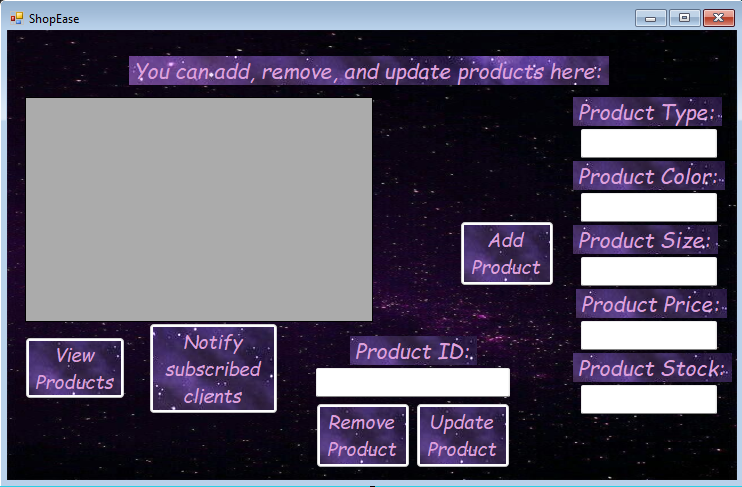 ShopEase
You can add, remove, and update products here:
Product Type:
Product Color:
Add
Product
Product Size:
Product Price:
View
Products
Notify
subscribed
clients
Product ID:
Product Stock:
Remove
Product
Update
Product